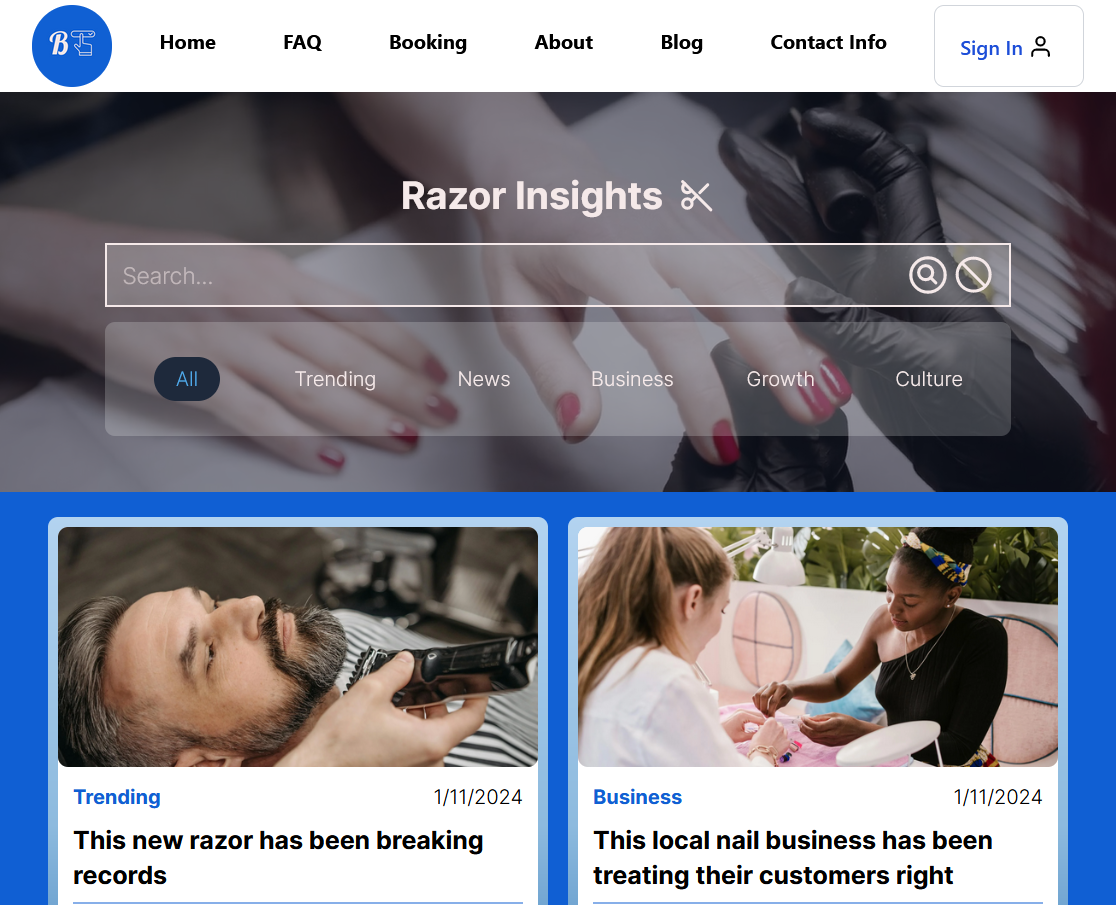 B
Home FAQ Booking About Blog Contact Info Sign In
Razor Insights
Search...
All Trending News Business Growth Culture
Trending 1/11/2024
This new razor has been breaking
records
Business 1/11/2024
This local nail business has been
treating their customers right